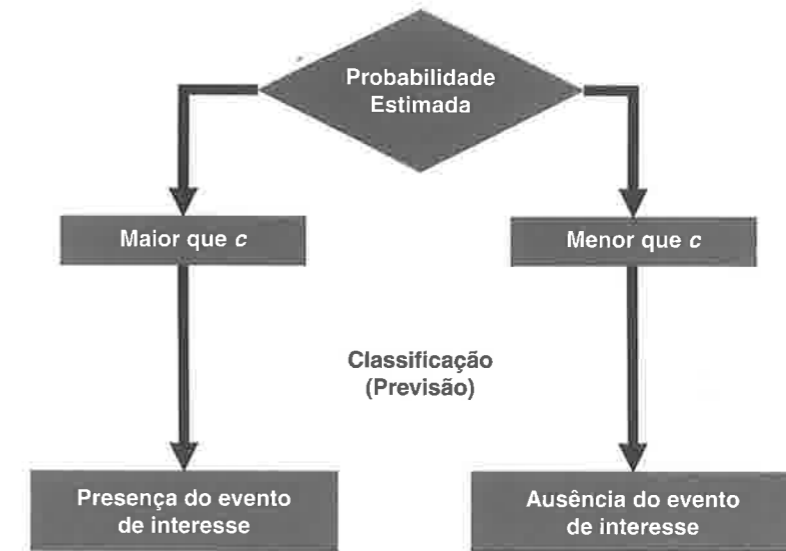 Probabilidade
Estimada
Maior que c
Menor que c
Classificação
(Previsão)
Presença do evento
de interesse
Ausência do evento
de interesse